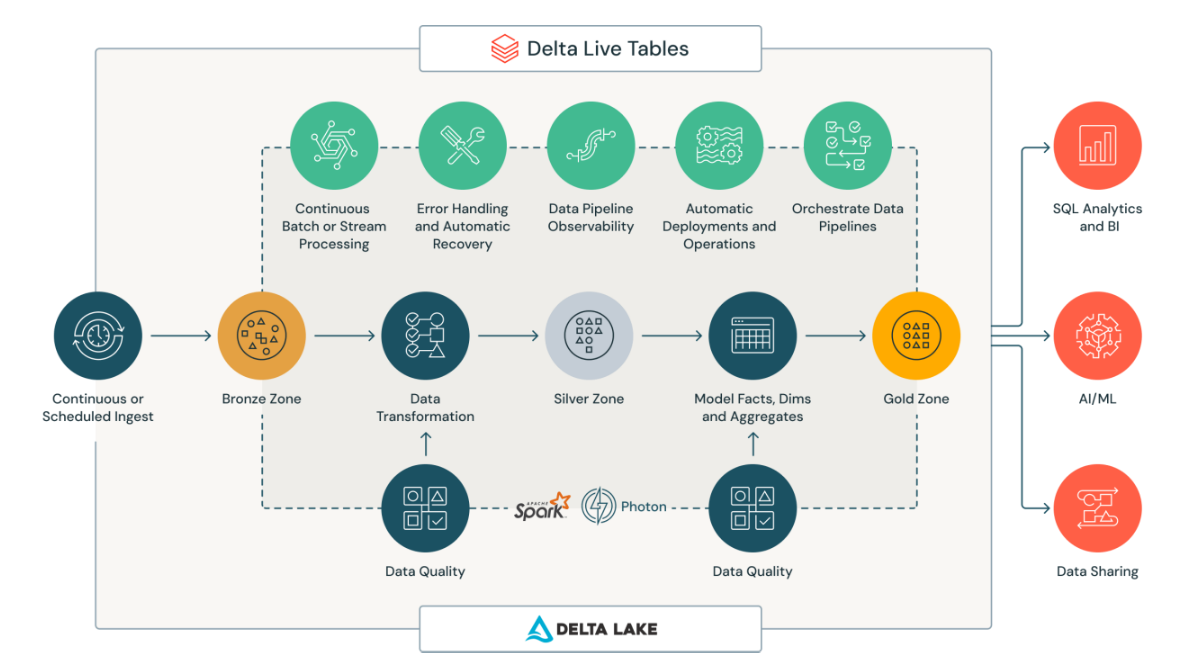 Delta Live Tables
Continuous
Batch or Stream
Processing
Error Handling
and Automatic
Recovery
Data Pipeline
Observability
Automatic
Deployments and
Operations
Orchestrate Data
Pipelines
SQL Analytics
and BI
Continuous or
Scheduled Ingest
Bronze Zone
Data
Transformation
Silver Zone
Model Facts, Dims
and Aggregates
Gold Zone
AI/ML
APACHE
Spark
Photon
Data Quality
Data Quality
Data Sharing
DELTA LAKE